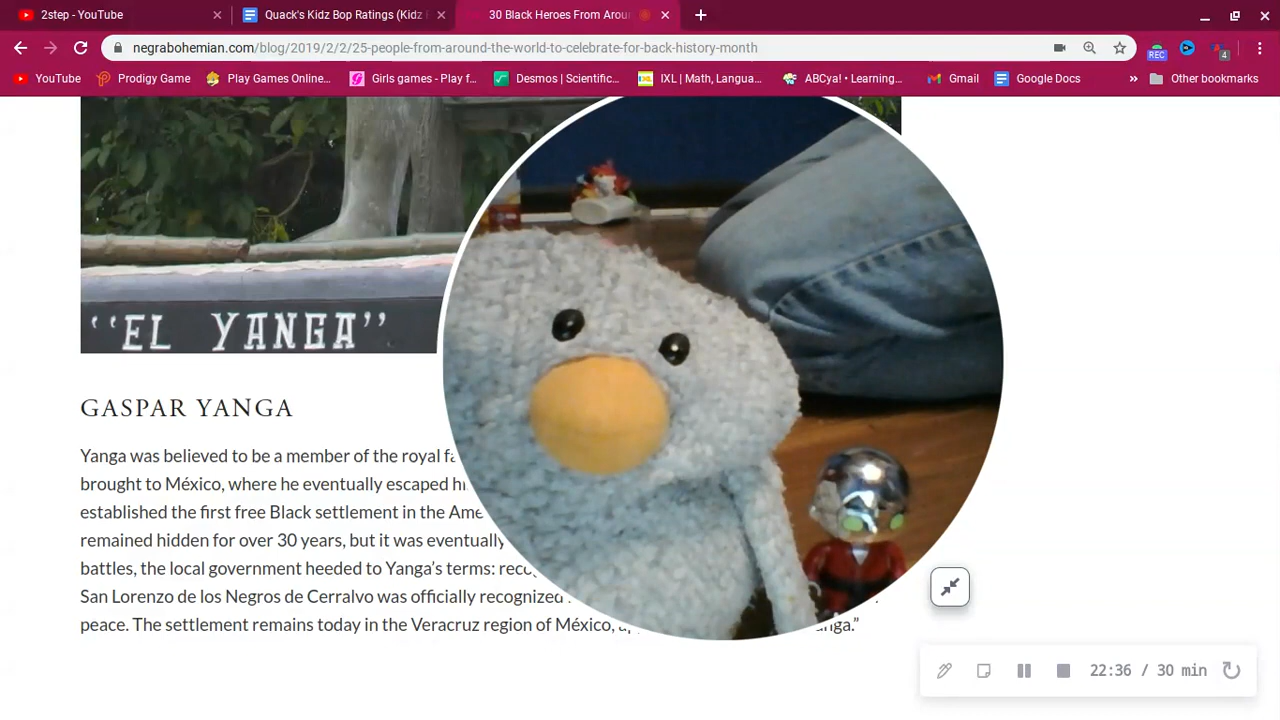 2step - YouTube
Quack's Kidz Bop Ratings (Kidz
30 Black Heroes From Arou
negrabohemian.com/blog/2019/2/2/25-people-from-around-the-world-to-celebrate-for-back-history-month
REC
4
YouTube
Prodigy Game
Play Games Online...
Girls games - Play f...
Desmos | Scientific...
IXL | Math, Langua...
ABCya! • Learning...
Gmail
Google Docs
»
Other bookmarks
‘‘EL YANGA’’
GASPAR YANGA
Yanga was believed to be a member of the royal
brought to México, where he eventually escaped
established the first free Black settlement in the
remained hidden for over 30 years, but it was eventually
battles, the local government heeded to Yanga’s terms:
San Lorenzo de los Negros de Cerralvo was officially recognized
peace. The settlement remains today in the Veracruz region of México,
22:36 / 30 min